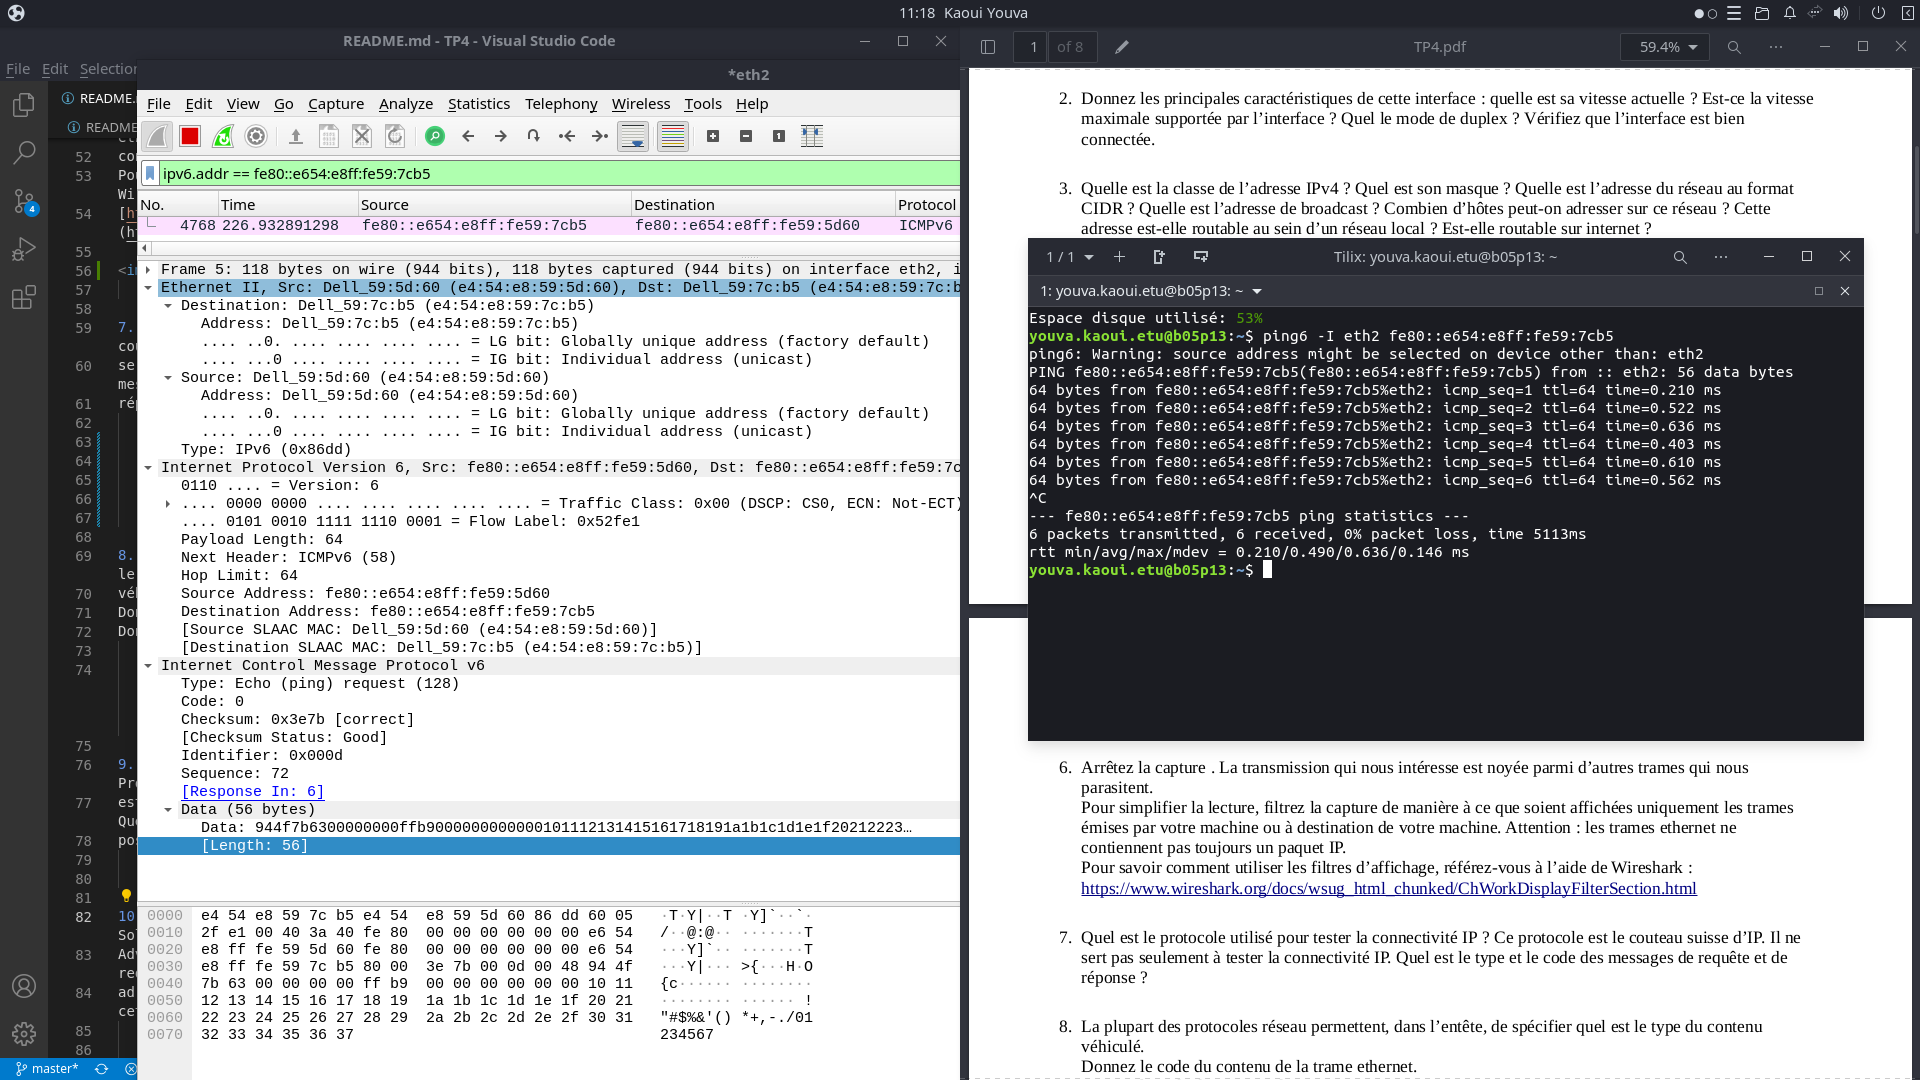 11:18 Kaoui Youva
README.md - TP4 - Visual Studio Code
File Edit Selection
README.
README
52
53
54
55
56
57
58
59
60
61
62
63
64
65
66
67
68
69
70
71
72
73
74
75
76
77
78
79
80
81
82
83
84
85
86
4
master*
*eth2
File Edit View Go Capture Analyze Statistics Telephony Wireless Tools Help
ipv6.addr == fe80::e654:e8ff:fe59:7cb5
No. Time Source Destination Protocol
4768 226.932891298 fe80::e654:e8ff:fe59:7cb5 fe80::e654:e8ff:fe59:5d60 ICMPv6
Frame 5: 118 bytes on wire (944 bits), 118 bytes captured (944 bits) on interface eth2, i
Ethernet II, Src: Dell_59:5d:60 (e4:54:e8:59:5d:60), Dst: Dell_59:7c:b5 (e4:54:e8:59:7c:b
Destination: Dell_59:7c:b5 (e4:54:e8:59:7c:b5)
Address: Dell_59:7c:b5 (e4:54:e8:59:7c:b5)
.... ..0. .... .... .... .... = LG bit: Globally unique address (factory default)
.... ...0 .... .... .... .... = IG bit: Individual address (unicast)
Source: Dell_59:5d:60 (e4:54:e8:59:5d:60)
Address: Dell_59:5d:60 (e4:54:e8:59:5d:60)
.... ..0. .... .... .... .... = LG bit: Globally unique address (factory default)
.... ...0 .... .... .... .... = IG bit: Individual address (unicast)
Type: IPv6 (0x86dd)
Internet Protocol Version 6, Src: fe80::e654:e8ff:fe59:5d60, Dst: fe80::e654:e8ff:fe59:7c
0110 .... = Version: 6
.... 0000 0000 .... .... .... .... .... = Traffic Class: 0x00 (DSCP: CS0, ECN: Not-ECT)
.... 0101 0010 1111 1110 0001 = Flow Label: 0x52fe1
Payload Length: 64
Next Header: ICMPv6 (58)
Hop Limit: 64
Source Address: fe80::e654:e8ff:fe59:5d60
Destination Address: fe80::e654:e8ff:fe59:7cb5
[Source SLAAC MAC: Dell_59:5d:60 (e4:54:e8:59:5d:60)]
[Destination SLAAC MAC: Dell_59:7c:b5 (e4:54:e8:59:7c:b5)]
Internet Control Message Protocol v6
Type: Echo (ping) request (128)
Code: 0
Checksum: 0x3e7b [correct]
[Checksum Status: Good]
Identifier: 0x000d
Sequence: 72
[Response In: 6]
Data (56 bytes)
Data: 944f7b6300000000ffb9000000000000101112131415161718191a1b1c1d1e1f20212223…
[Length: 56]
0000 e4 54 e8 59 7c b5 e4 54 e8 59 5d 60 86 dd 60 05 ·T·Y|··T ·Y]`··`·
0010 2f e1 00 40 3a 40 fe 80 00 00 00 00 00 00 e6 54 /··@:@·· ·······T
0020 e8 ff fe 59 5d 60 fe 80 00 00 00 00 00 00 e6 54 ···Y]`·· ·······T
0030 e8 ff fe 59 7c b5 80 00 3e 7b 00 0d 00 48 94 4f ···Y|··· >{···H·O
0040 7b 63 00 00 00 00 ff b9 00 00 00 00 00 00 10 11 {c······ ········
0050 12 13 14 15 16 17 18 19 1a 1b 1c 1d 1e 1f 20 21 ········ ······ !
0060 22 23 24 25 26 27 28 29 2a 2b 2c 2d 2e 2f 30 31 "#$%&'() *+,-./01
0070 32 33 34 35 36 37 234567
1 of 8 TP4.pdf 59.4%
2. Donnez les principales caractéristiques de cette interface : quelle est sa vitesse actuelle ? Est-ce la vitesse
maximale supportée par l’interface ? Quel le mode de duplex ? Vérifiez que l’interface est bien
connectée.
3. Quelle est la classe de l’adresse IPv4 ? Quel est son masque ? Quelle est l’adresse du réseau au format
CIDR ? Quelle est l’adresse de broadcast ? Combien d’hôtes peut-on adresser sur ce réseau ? Cette
adresse est-elle routable au sein d’un réseau local ? Est-elle routable sur internet ?
1 / 1 Tilix: youva.kaoui.etu@b05p13: ~
1: youva.kaoui.etu@b05p13: ~
Espace disque utilisé: 53%
youva.kaoui.etu@b05p13:~$ ping6 -I eth2 fe80::e654:e8ff:fe59:7cb5
ping6: Warning: source address might be selected on device other than: eth2
PING fe80::e654:e8ff:fe59:7cb5(fe80::e654:e8ff:fe59:7cb5) from :: eth2: 56 data bytes
64 bytes from fe80::e654:e8ff:fe59:7cb5%eth2: icmp_seq=1 ttl=64 time=0.210 ms
64 bytes from fe80::e654:e8ff:fe59:7cb5%eth2: icmp_seq=2 ttl=64 time=0.522 ms
64 bytes from fe80::e654:e8ff:fe59:7cb5%eth2: icmp_seq=3 ttl=64 time=0.636 ms
64 bytes from fe80::e654:e8ff:fe59:7cb5%eth2: icmp_seq=4 ttl=64 time=0.403 ms
64 bytes from fe80::e654:e8ff:fe59:7cb5%eth2: icmp_seq=5 ttl=64 time=0.610 ms
64 bytes from fe80::e654:e8ff:fe59:7cb5%eth2: icmp_seq=6 ttl=64 time=0.562 ms
^C
--- fe80::e654:e8ff:fe59:7cb5 ping statistics ---
6 packets transmitted, 6 received, 0% packet loss, time 5113ms
rtt min/avg/max/mdev = 0.210/0.490/0.636/0.146 ms
youva.kaoui.etu@b05p13:~$
6. Arrêtez la capture . La transmission qui nous intéresse est noyée parmi d’autres trames qui nous
parasitent.
Pour simplifier la lecture, filtrez la capture de manière à ce que soient affichées uniquement les trames
émises par votre machine ou à destination de votre machine. Attention : les trames ethernet ne
contiennent pas toujours un paquet IP.
Pour savoir comment utiliser les filtres d’affichage, référez-vous à l’aide de Wireshark :
https://www.wireshark.org/docs/wsug_html_chunked/ChWorkDisplayFilterSection.html
7. Quel est le protocole utilisé pour tester la connectivité IP ? Ce protocole est le couteau suisse d’IP. Il ne
sert pas seulement à tester la connectivité IP. Quel est le type et le code des messages de requête et de
réponse ?
8. La plupart des protocoles réseau permettent, dans l’entête, de spécifier quel est le type du contenu
véhiculé.
Donnez le code du contenu de la trame ethernet.